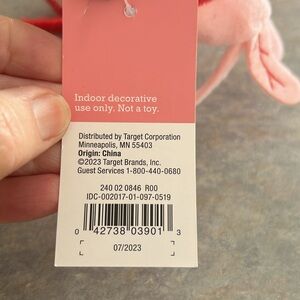 Indoor decorative
use only. Not a toy.
Distributed by Target Corporation
Minneapolis, MN 55403
Origin: China
©2023 Target Brands, Inc.
Guest Services 1-800-440-0680
240 02 0846 R00
IDC-002017-01-097-0519
0 42738 03901 3
07/2023